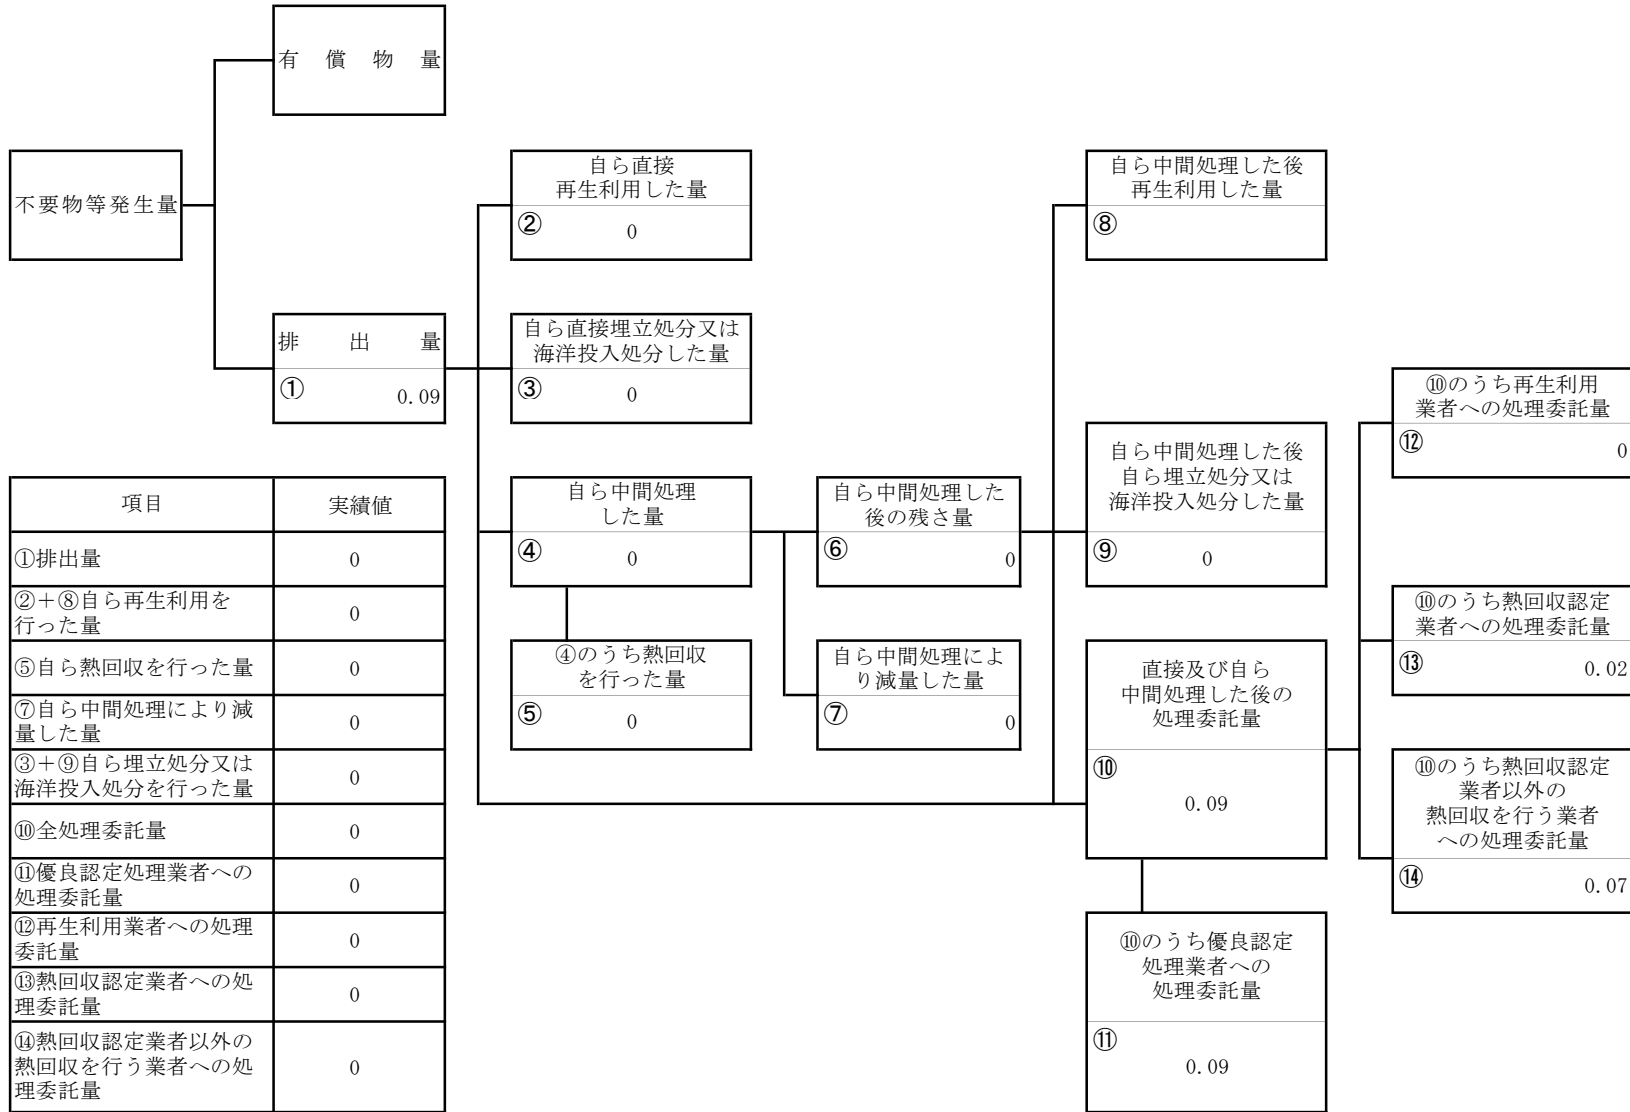 有償物量
不要物等発生量
排出量
① 0.09
自ら直接
再生利用した量
② 0
自ら直接埋立処分又は
海洋投入処分した量
③ 0
自ら中間処理
した量
④ 0
④のうち熱回収
を行った量
⑤ 0
自ら中間処理した
後の残さ量
⑥ 0
自ら中間処理によ
り減量した量
⑦ 0
自ら中間処理した後
再生利用した量
⑧
自ら中間処理した後
自ら埋立処分又は
海洋投入処分した量
⑨ 0
直接及び自ら
中間処理した後の
処理委託量
⑩
0.09
⑩のうち優良認定
処理業者への
処理委託量
⑪
0.09
⑩のうち再生利用
業者への処理委託量
⑫ 0
⑩のうち熱回収認定
業者への処理委託量
⑬ 0.02
⑩のうち熱回収認定
業者以外の
熱回収を行う業者
への処理委託量
⑭ 0.07
項目 実績値
①排出量 0
②＋⑧自ら再生利用を
行った量 0
⑤自ら熱回収を行った量 0
⑦自ら中間処理により減
量した量 0
③＋⑨自ら埋立処分又は
海洋投入処分を行った量 0
⑩全処理委託量 0
⑪優良認定処理業者への
処理委託量 0
⑫再生利用業者への処理
委託量 0
⑬熱回収認定業者への処
理委託量 0
⑭熱回収認定業者以外の
熱回収を行う業者への処
理委託量 0